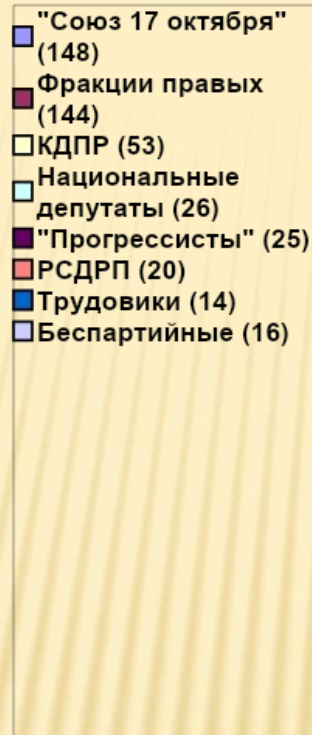 "Союз 17 октября"
(148)
Фракции правых
(144)
КДПР (53)
Национальные
депутаты (26)
"Прогрессисты" (25)
РСДРП (20)
Трудовики (14)
Беспартийные (16)